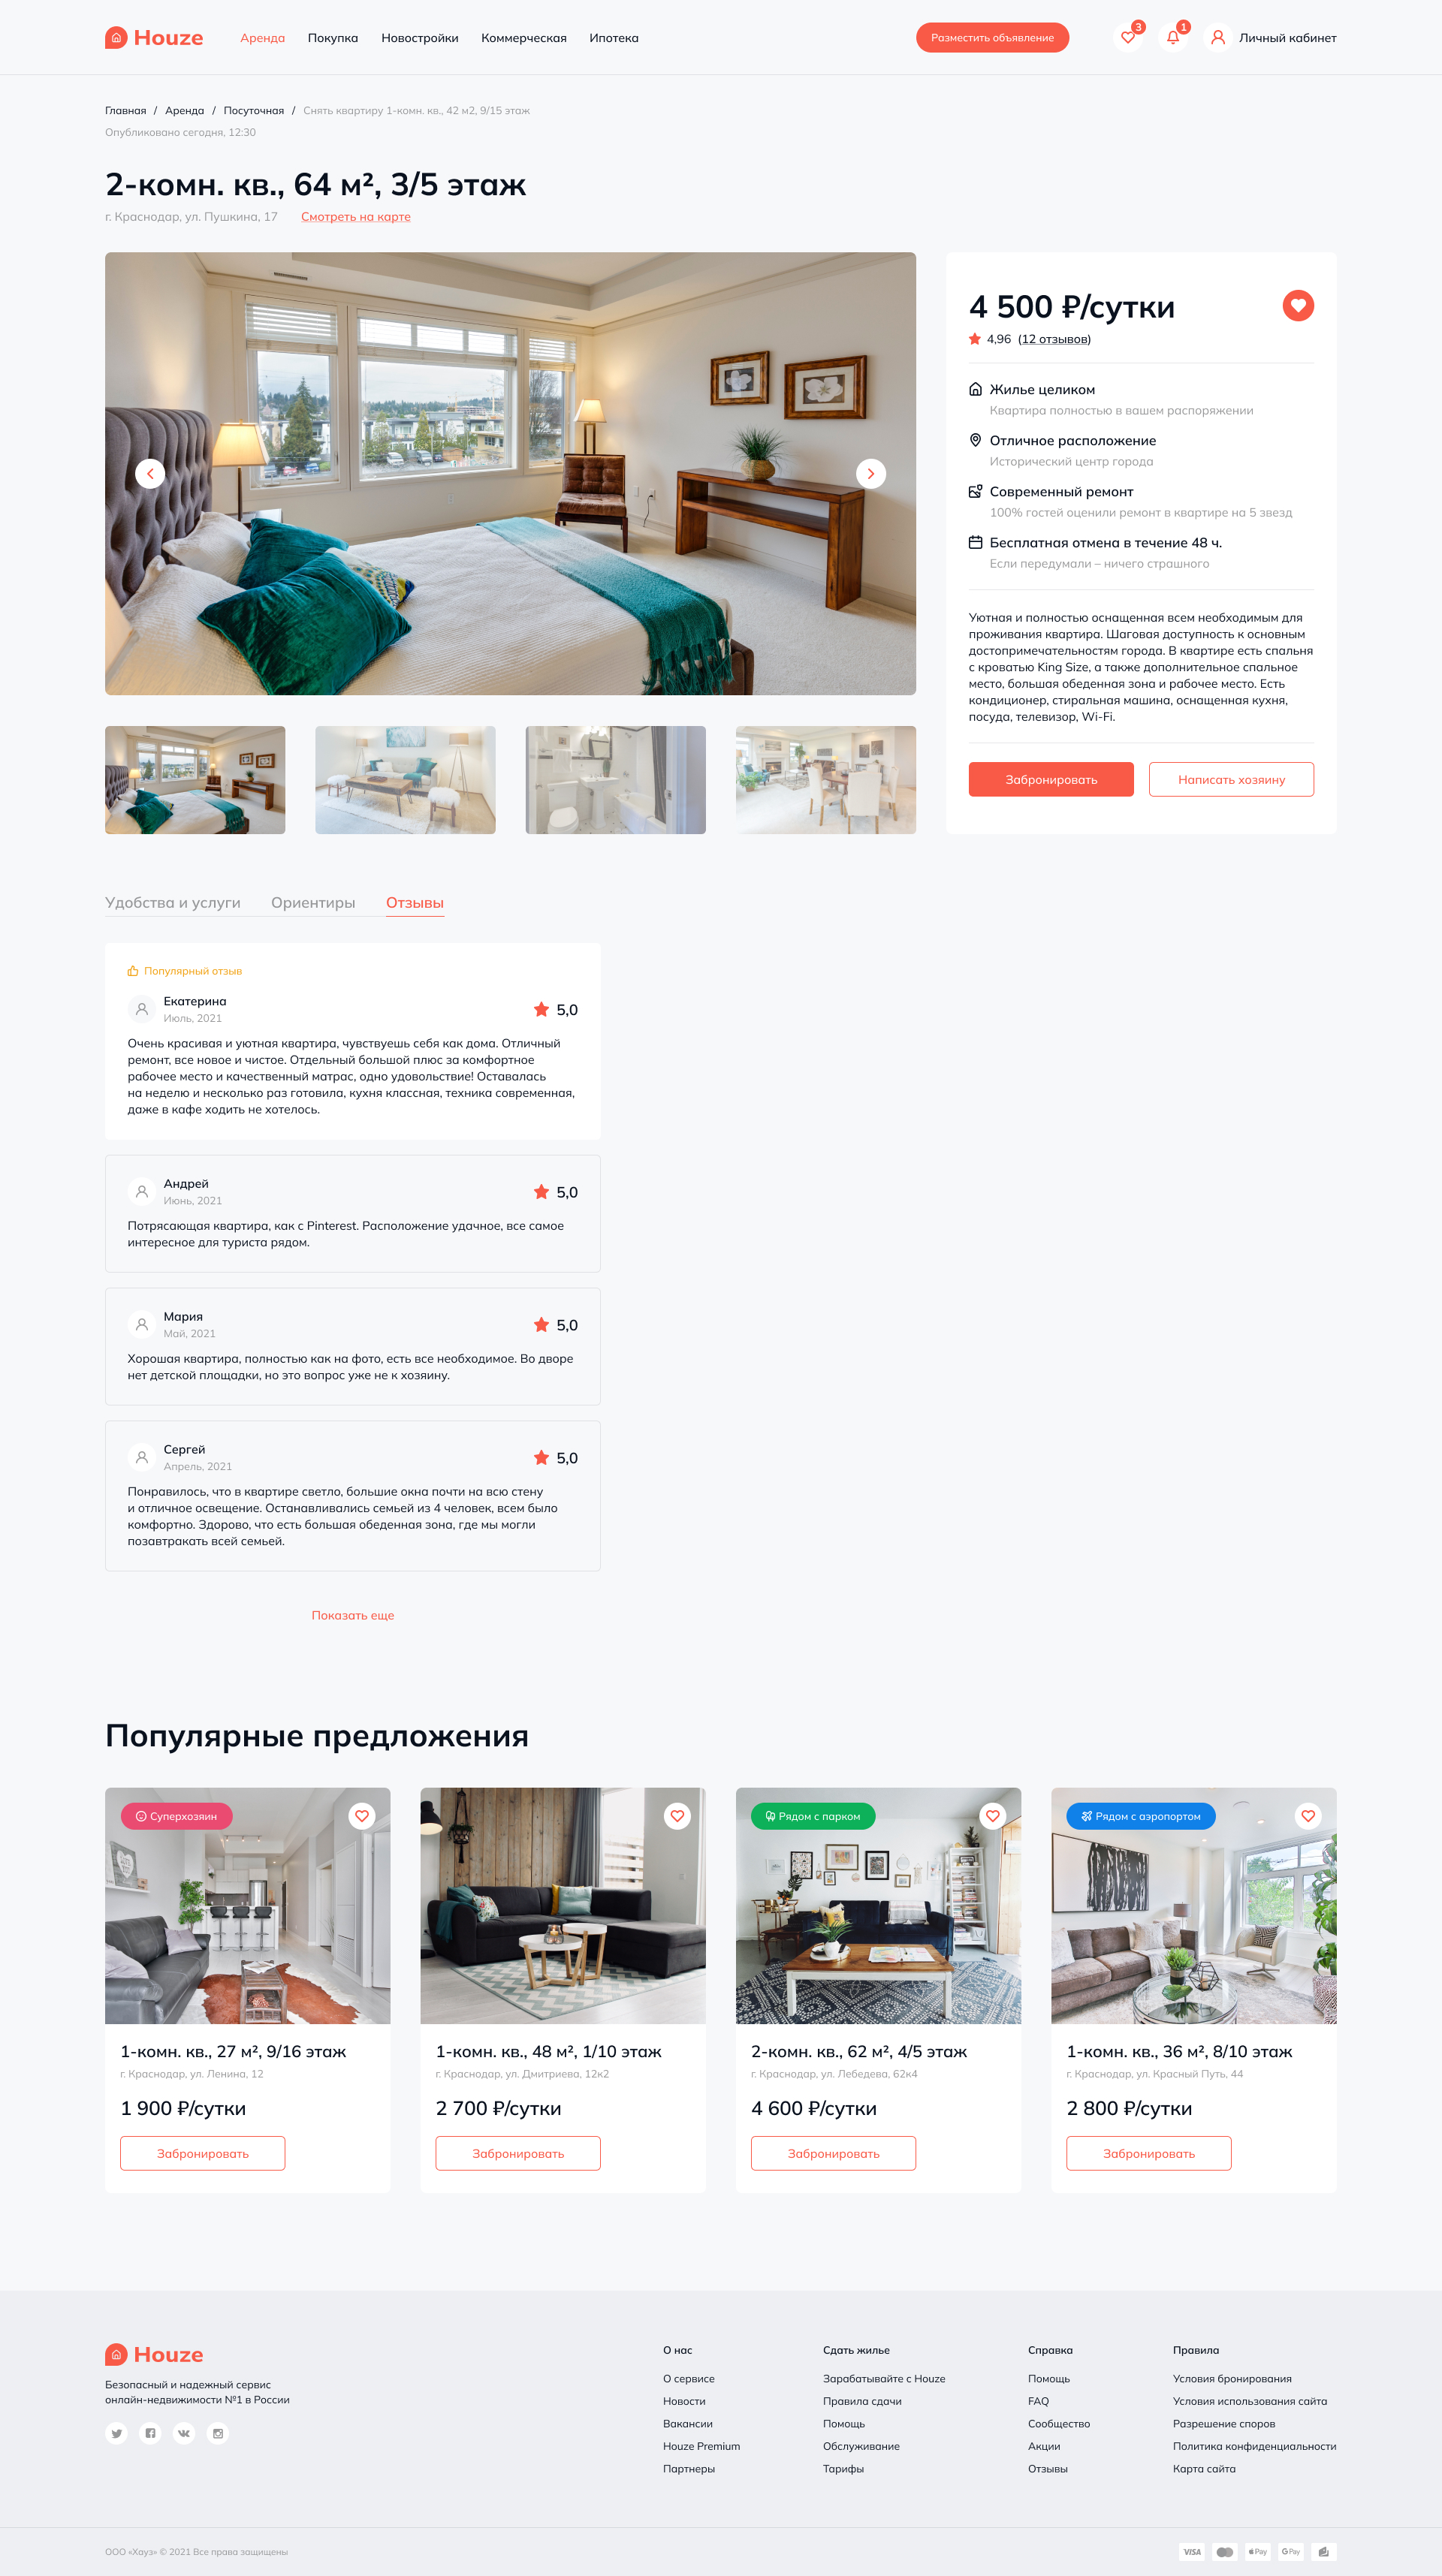 Houze
Аренда Покупка Новостройки Коммерческая Ипотека
Разместить объявление
3
1
Личный кабинет
Главная / Аренда / Посуточная / Снять квартиру 1-комн. кв., 42 м2, 9/15 этаж
Опубликовано сегодня, 12:30
2-комн. кв., 64 м², 3/5 этаж
г. Краснодар, ул. Пушкина, 17 Смотреть на карте
4 500 ₽/сутки
4,96 (12 отзывов)
Жилье целиком
Квартира полностью в вашем распоряжении
Отличное расположение
Исторический центр города
Современный ремонт
100% гостей оценили ремонт в квартире на 5 звезд
Бесплатная отмена в течение 48 ч.
Если передумали – ничего страшного
Уютная и полностью оснащенная всем необходимым для
проживания квартира. Шаговая доступность к основным
достопримечательностям города. В квартире есть спальня
с кроватью King Size, а также дополнительное спальное
место, большая обеденная зона и рабочее место. Есть
кондиционер, стиральная машина, оснащенная кухня,
посуда, телевизор, Wi-Fi.
Забронировать
Написать хозяину
Удобства и услуги Ориентиры Отзывы
Популярный отзыв
Екатерина
Июль, 2021
5,0
Очень красивая и уютная квартира, чувствуешь себя как дома. Отличный
ремонт, все новое и чистое. Отдельный большой плюс за комфортное
рабочее место и качественный матрас, одно удовольствие! Оставалась
на неделю и несколько раз готовила, кухня классная, техника современная,
даже в кафе ходить не хотелось.
Андрей
Июнь, 2021
5,0
Потрясающая квартира, как с Pinterest. Расположение удачное, все самое
интересное для туриста рядом.
Мария
Май, 2021
5,0
Хорошая квартира, полностью как на фото, есть все необходимое. Во дворе
нет детской площадки, но это вопрос уже не к хозяину.
Сергей
Апрель, 2021
5,0
Понравилось, что в квартире светло, большие окна почти на всю стену
и отличное освещение. Останавливались семьей из 4 человек, всем было
комфортно. Здорово, что есть большая обеденная зона, где мы могли
позавтракать всей семьей.
Показать еще
Популярные предложения
Суперхозяин
1-комн. кв., 27 м², 9/16 этаж
г. Краснодар, ул. Ленина, 12
1 900 ₽/сутки
Забронировать
1-комн. кв., 48 м², 1/10 этаж
г. Краснодар, ул. Дмитриева, 12к2
2 700 ₽/сутки
Забронировать
Рядом с парком
2-комн. кв., 62 м², 4/5 этаж
г. Краснодар, ул. Лебедева, 62к4
4 600 ₽/сутки
Забронировать
Рядом с аэропортом
1-комн. кв., 36 м², 8/10 этаж
г. Краснодар, ул. Красный Путь, 44
2 800 ₽/сутки
Забронировать
Houze
Безопасный и надежный сервис
онлайн-недвижимости №1 в России
О нас
О сервисе
Новости
Вакансии
Houze Premium
Партнеры
Сдать жилье
Зарабатывайте с Houze
Правила сдачи
Помощь
Обслуживание
Тарифы
Справка
Помощь
FAQ
Сообщество
Акции
Отзывы
Правила
Условия бронирования
Условия использования сайта
Разрешение споров
Политика конфиденциальности
Карта сайта
ООО «Хауз» © 2021 Все права защищены
VISA
Pay
G Pay